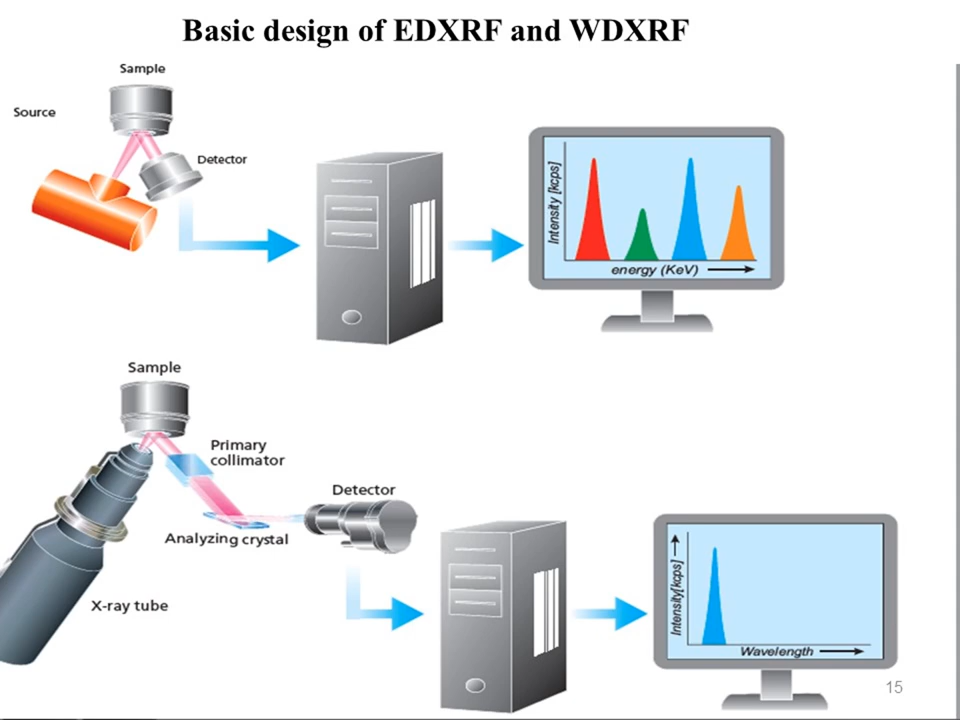 Basic design of EDXRF and WDXRF
Sample
Source
Detector
Intensity [kcps]
energy (KeV)
Sample
Primary
collimator
Detector
Analyzing crystal
X-ray tube
Intensity[kcps]
Wavelength
15